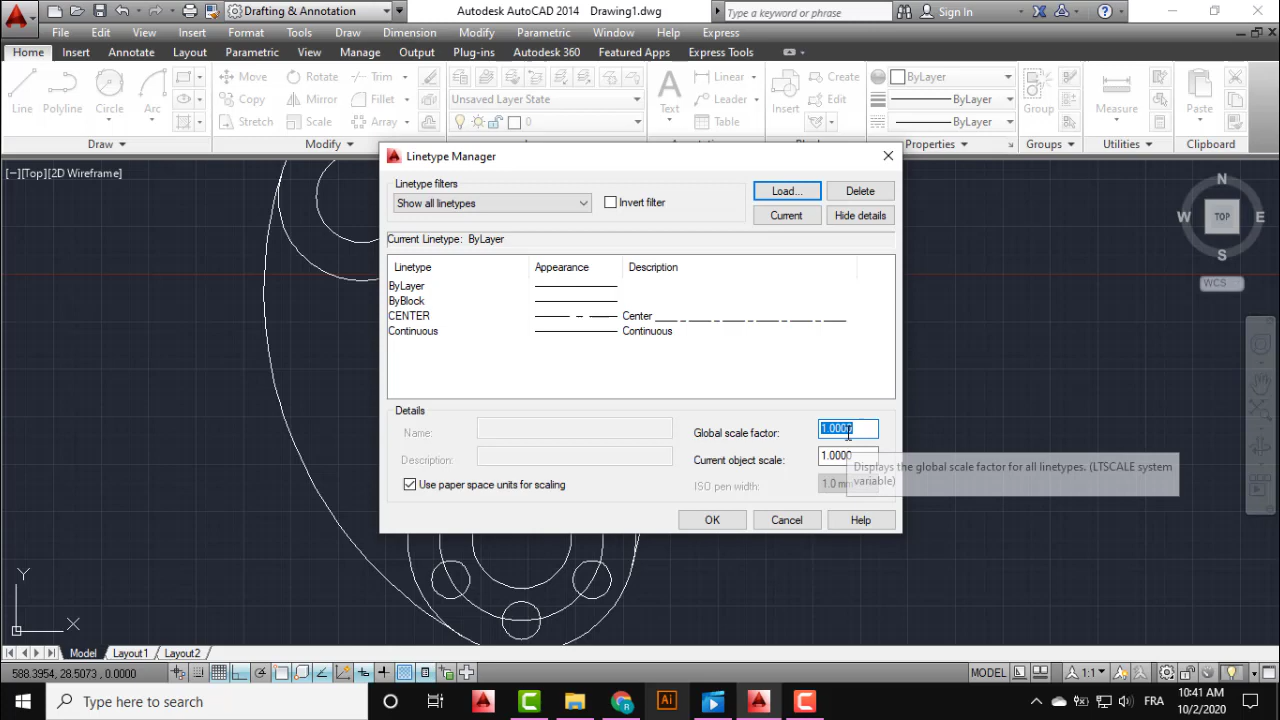 Drafting & Annotation
Autodesk AutoCAD 2014 Drawing1.dwg
Type a keyword or phrase
Sign In
File Edit View Insert Format Tools Draw Dimension Modify Parametric Window Help Express
Home Insert Annotate Layout Parametric View Manage Output Plug-ins Autodesk 360 Featured Apps Express Tools
Move Rotate Trim Linear Create ByLayer
Line Polyline Circle Arc Copy Mirror Fillet Unsaved Layer State Text Leader Insert Edit ByLayer Group Measure Paste
Stretch Scale Array 0 Table ByLayer
Draw Modify Properties Groups Utilities Clipboard
[−][Top][2D Wireframe]
Linetype Manager
Linetype filters
Show all linetypes
Invert filter
Load... Delete
Current Hide details
Current Linetype: ByLayer
Linetype Appearance Description
ByLayer
ByBlock
CENTER Center
Continuous Continuous
Details
Name:
Global scale factor: 1.0000
Description:
Current object scale: 1.0000
Displays the global scale factor for all linetypes. (LTSCALE system variable)
Use paper space units for scaling
ISO pen width: 1.0 mm
OK Cancel Help
N
W TOP E
S
WCS
Y
X
Model Layout1 Layout2
588.3954, 28.5073, 0.0000
MODEL 1:1
Type here to search
Ai
FRA
10:41 AM
10/2/2020